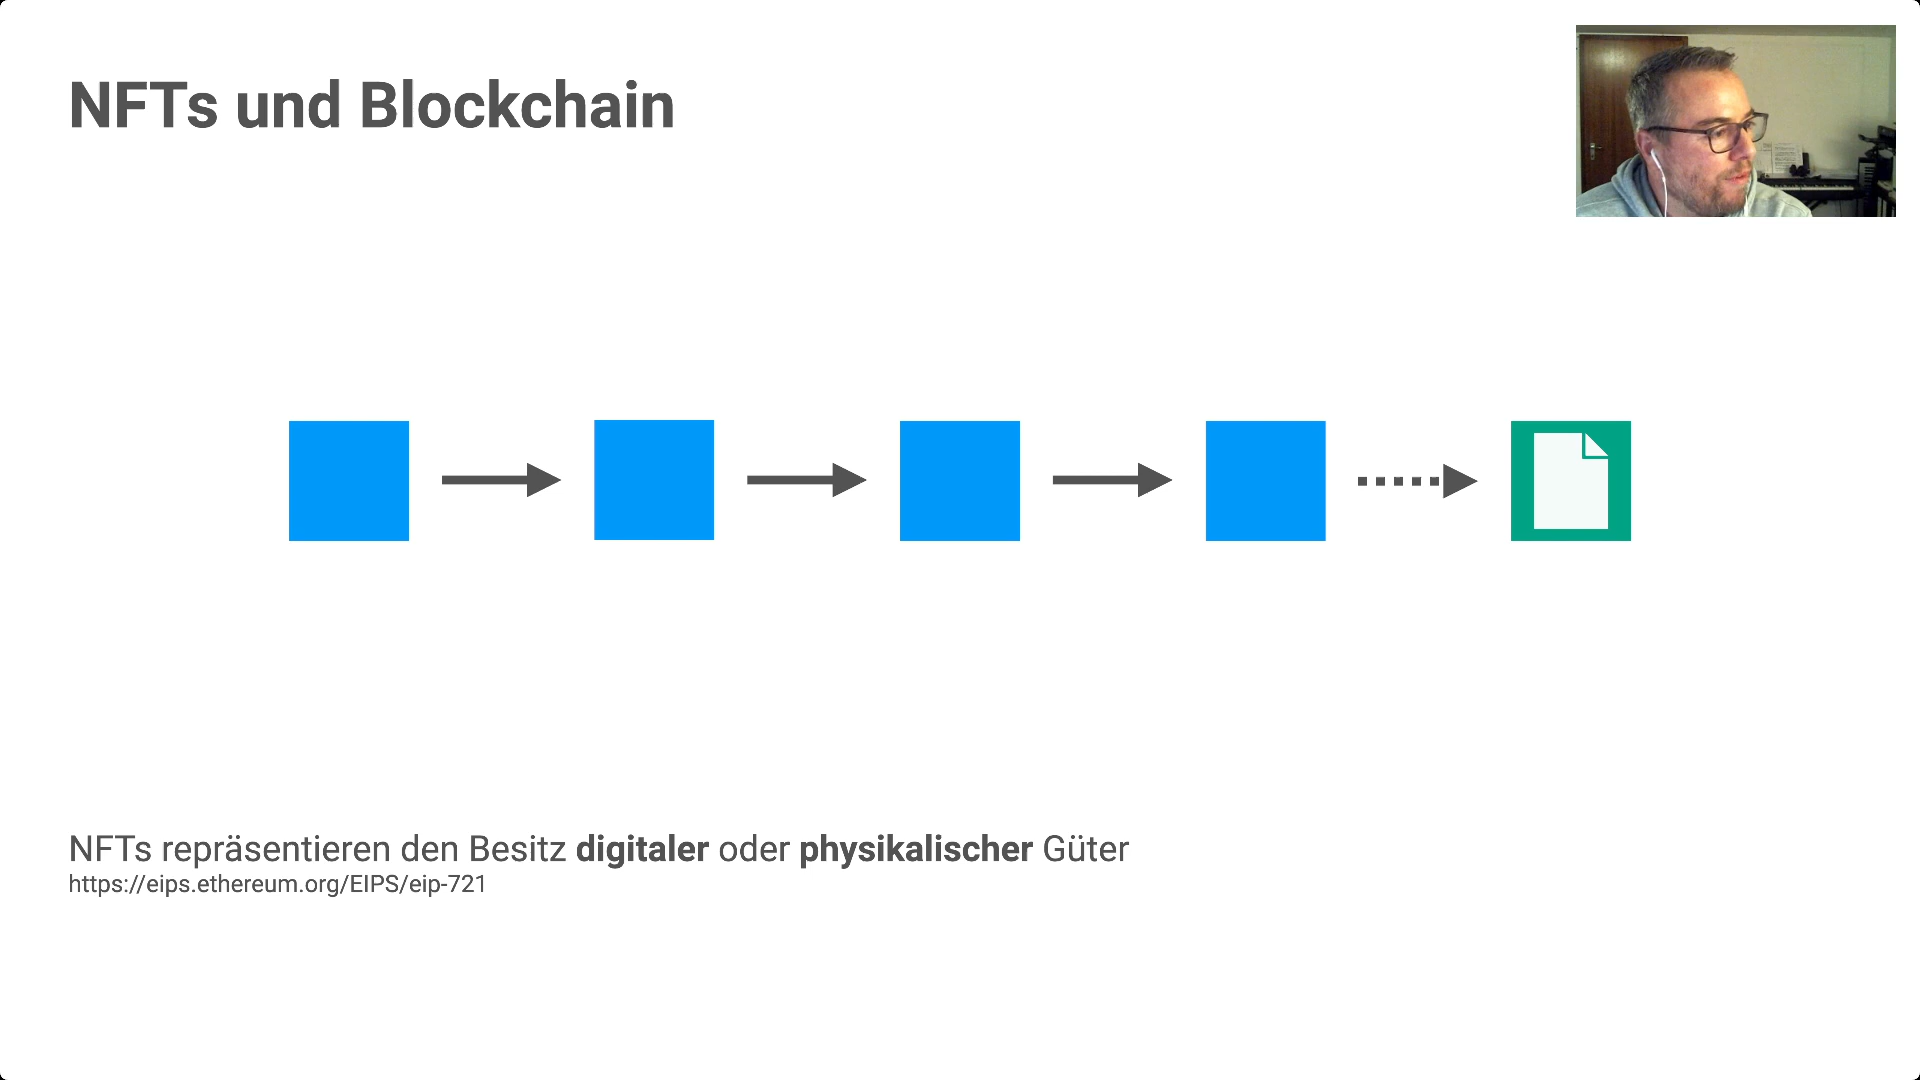 NFTs und Blockchain
NFTs repräsentieren den Besitz digitaler oder physikalischer Güter
https://eips.ethereum.org/EIPS/eip-721